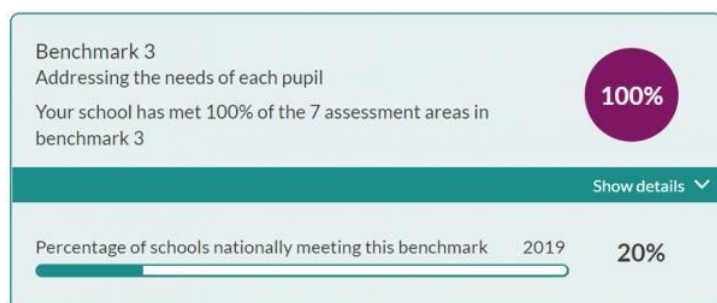 Benchmark 3
Addressing the needs of each pupil
Your school has met 100% of the 7 assessment areas in
benchmark 3
100%
Show details
Percentage of schools nationally meeting this benchmark 2019 20%